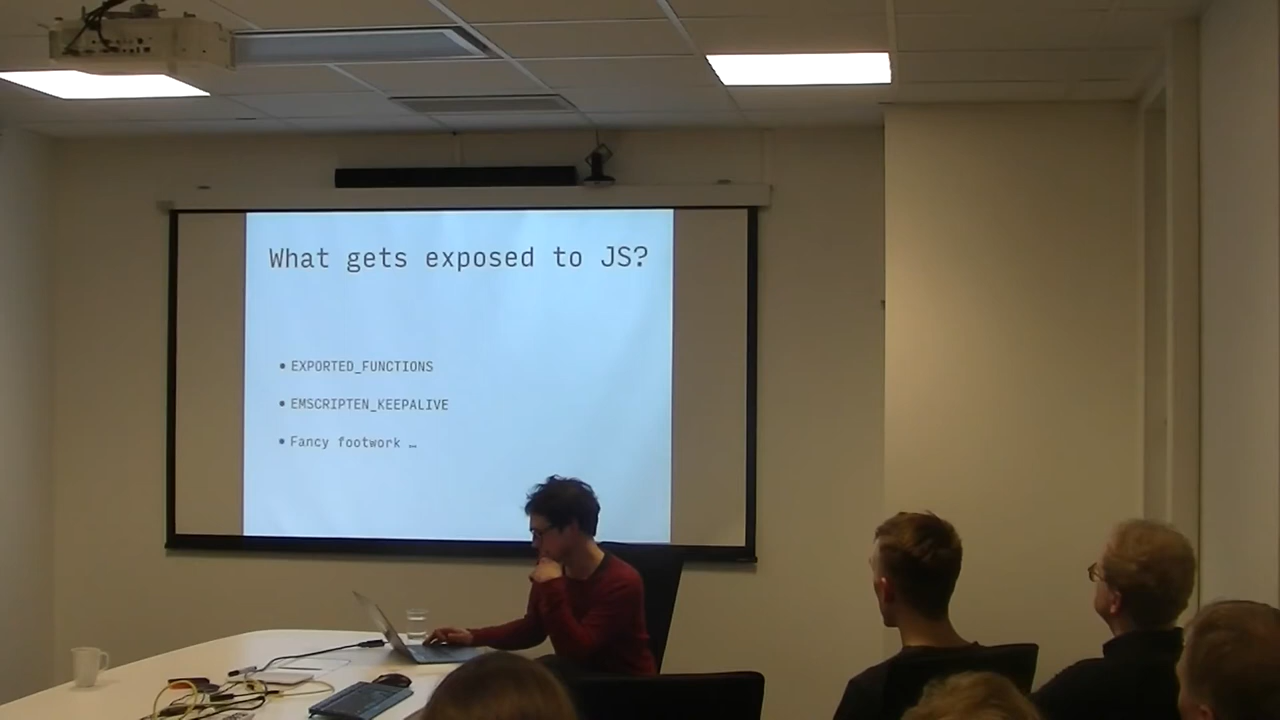 What gets exposed to JS?
• EXPORTED_FUNCTIONS
• EMSCRIPTEN_KEEPALIVE
• Fancy footwork …